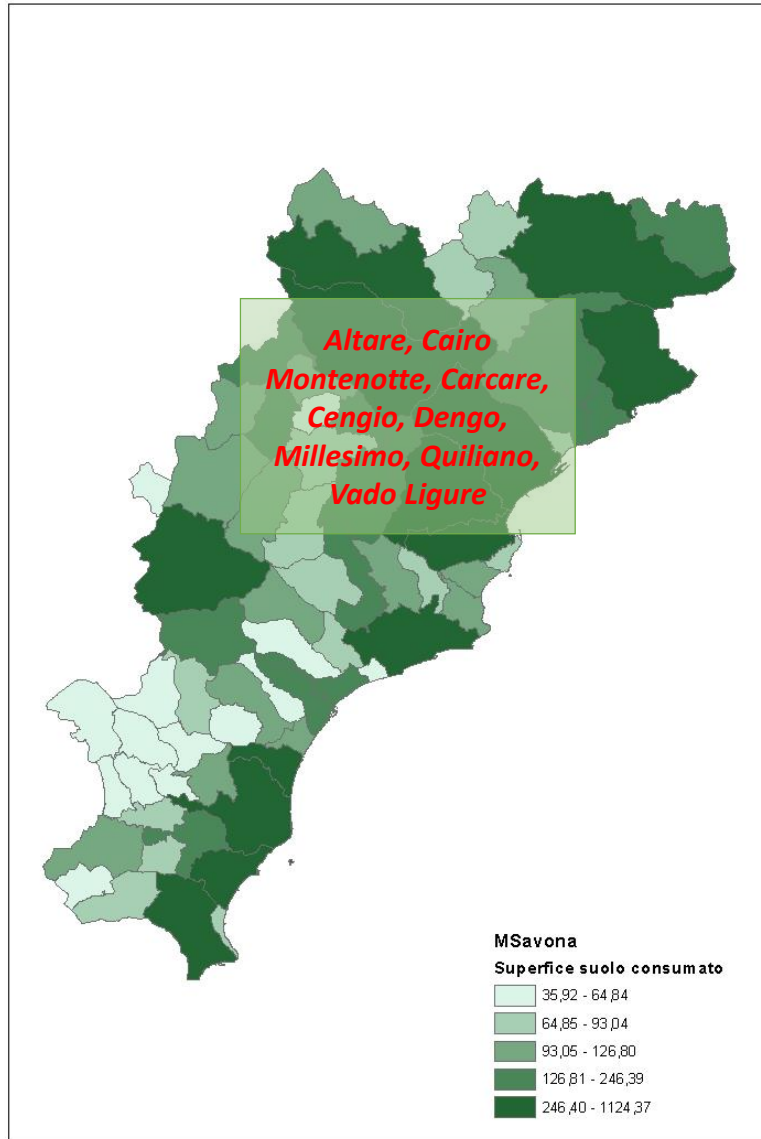 Altare, Cairo
Montenotte, Carcare,
Cengio, Dengo,
Millesimo, Quiliano,
Vado Ligure
MSavona
Superfice suolo consumato
35,92 - 64,84
64,85 - 93,04
93,05 - 126,80
126,81 - 246,39
246,40 - 1124,37